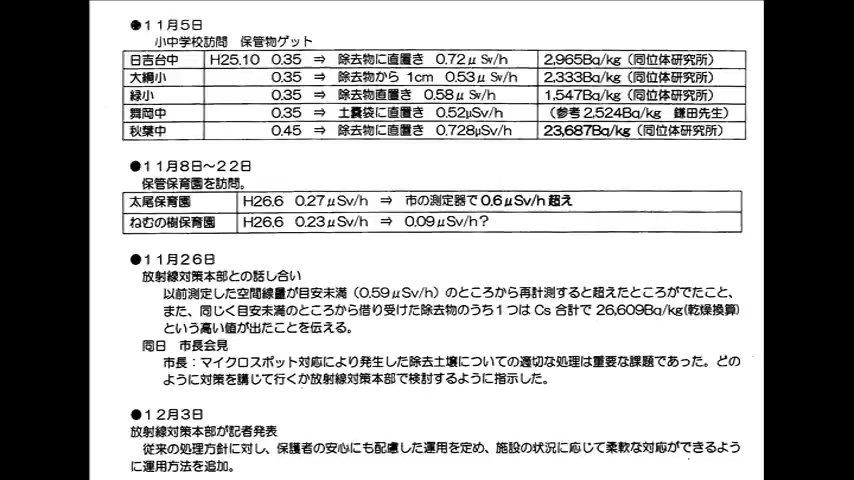 ●11月5日
小中学校訪問 保管物ゲット
日吉台中 H25.10 0.35 ⇒ 除去物に直置き 0.72μSv/h 2,965Bq/kg(同位体研究所)
大綱小 0.35 ⇒ 除去物から1cm 0.53μSv/h 2,333Bq/kg(同位体研究所)
緑小 0.35 ⇒ 除去物直置き 0.58μSv/h 1,547Bq/kg(同位体研究所)
舞岡中 0.35 ⇒ 土嚢袋に直置き 0.52μSv/h (参考2,524Bq/kg 鎌田先生)
秋葉中 0.45 ⇒ 除去物に直置き 0.728μSv/h 23,687Bq/kg(同位体研究所)
●11月8日~22日
保管保育園を訪問。
太尾保育園 H26.6 0.27μSv/h ⇒ 市の測定器で0.6μSv/h超え
ねむの樹保育園 H26.6 0.23μSv/h ⇒ 0.09μSv/h?
●11月26日
放射線対策本部との話し合い
以前測定した空間線量が目安未満(0.59μSv/h)のところから再計測すると超えたところがでたこと、
また、同じく目安未満のところから借り受けた除去物のうち1つはCs合計で26,609Bq/kg(乾燥換算)
という高い値が出たことを伝える。
同日 市長会見
市長:マイクロスポット対応により発生した除去土壌についての適切な処理は重要な課題であった。どの
ように対策を講じて行くか放射線対策本部で検討するように指示した。
●12月3日
放射線対策本部が記者発表
従来の処理方針に対し、保護者の安心にも配慮した運用を定め、施設の状況に応じて柔軟な対応ができるよう
に運用方法を追加。